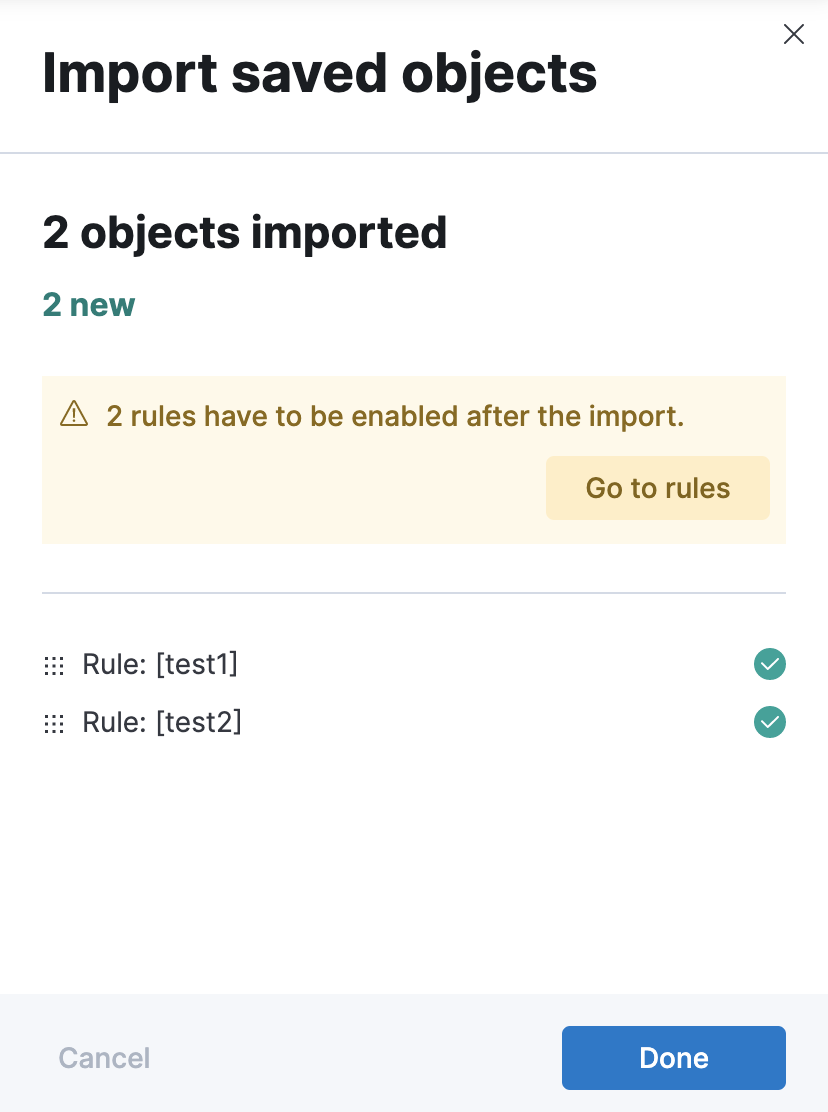 Import saved objects
2 objects imported
2 new
2 rules have to be enabled after the import.
Go to rules
Rule: [test1]
Rule: [test2]
Cancel
Done